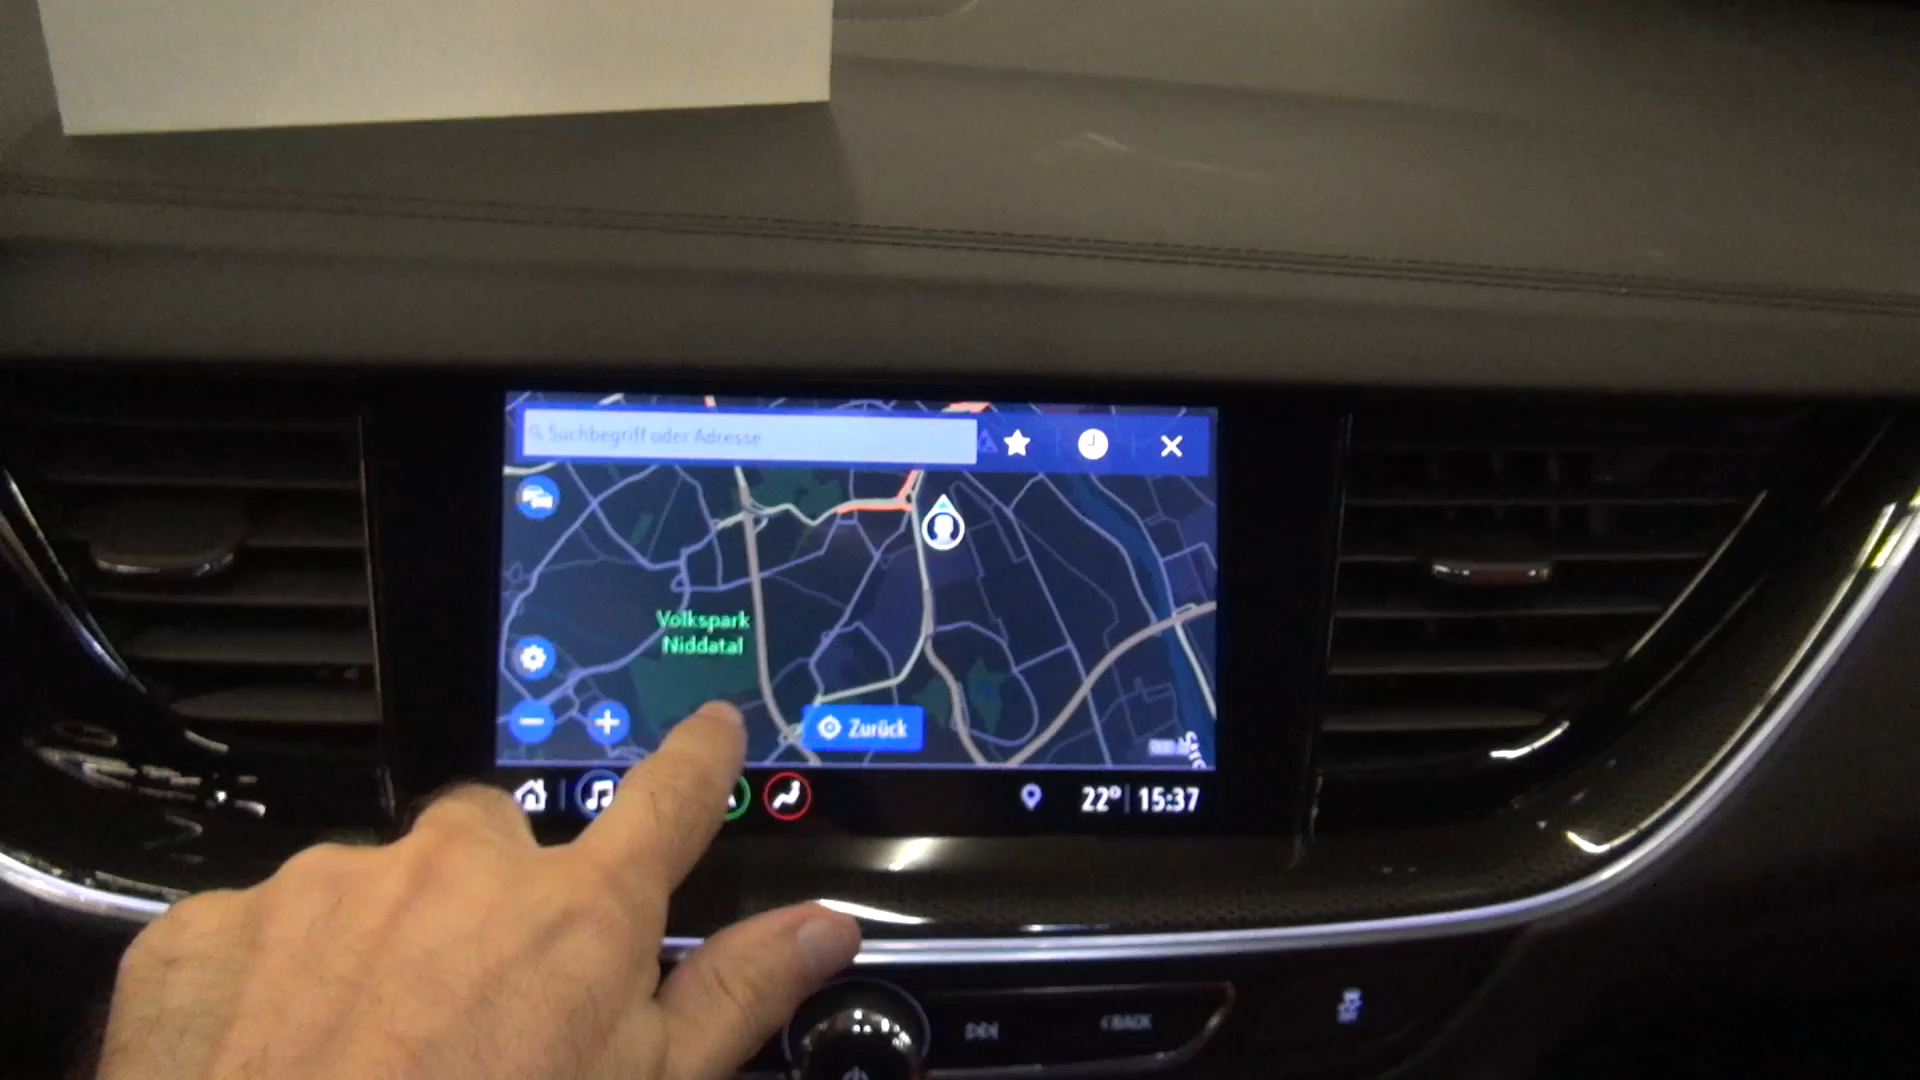 Suchbegriff oder Adresse
Volkspark
Niddatal
Zurück
22° 15:37
BACK